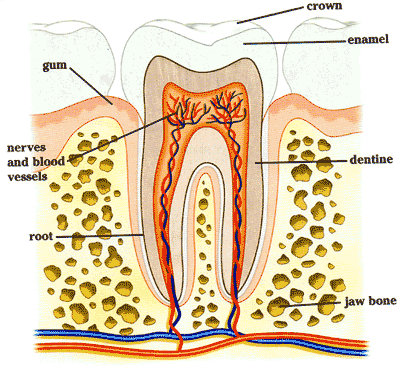 crown
enamel
gum
nerves
and blood
vessels
dentine
root
jaw bone